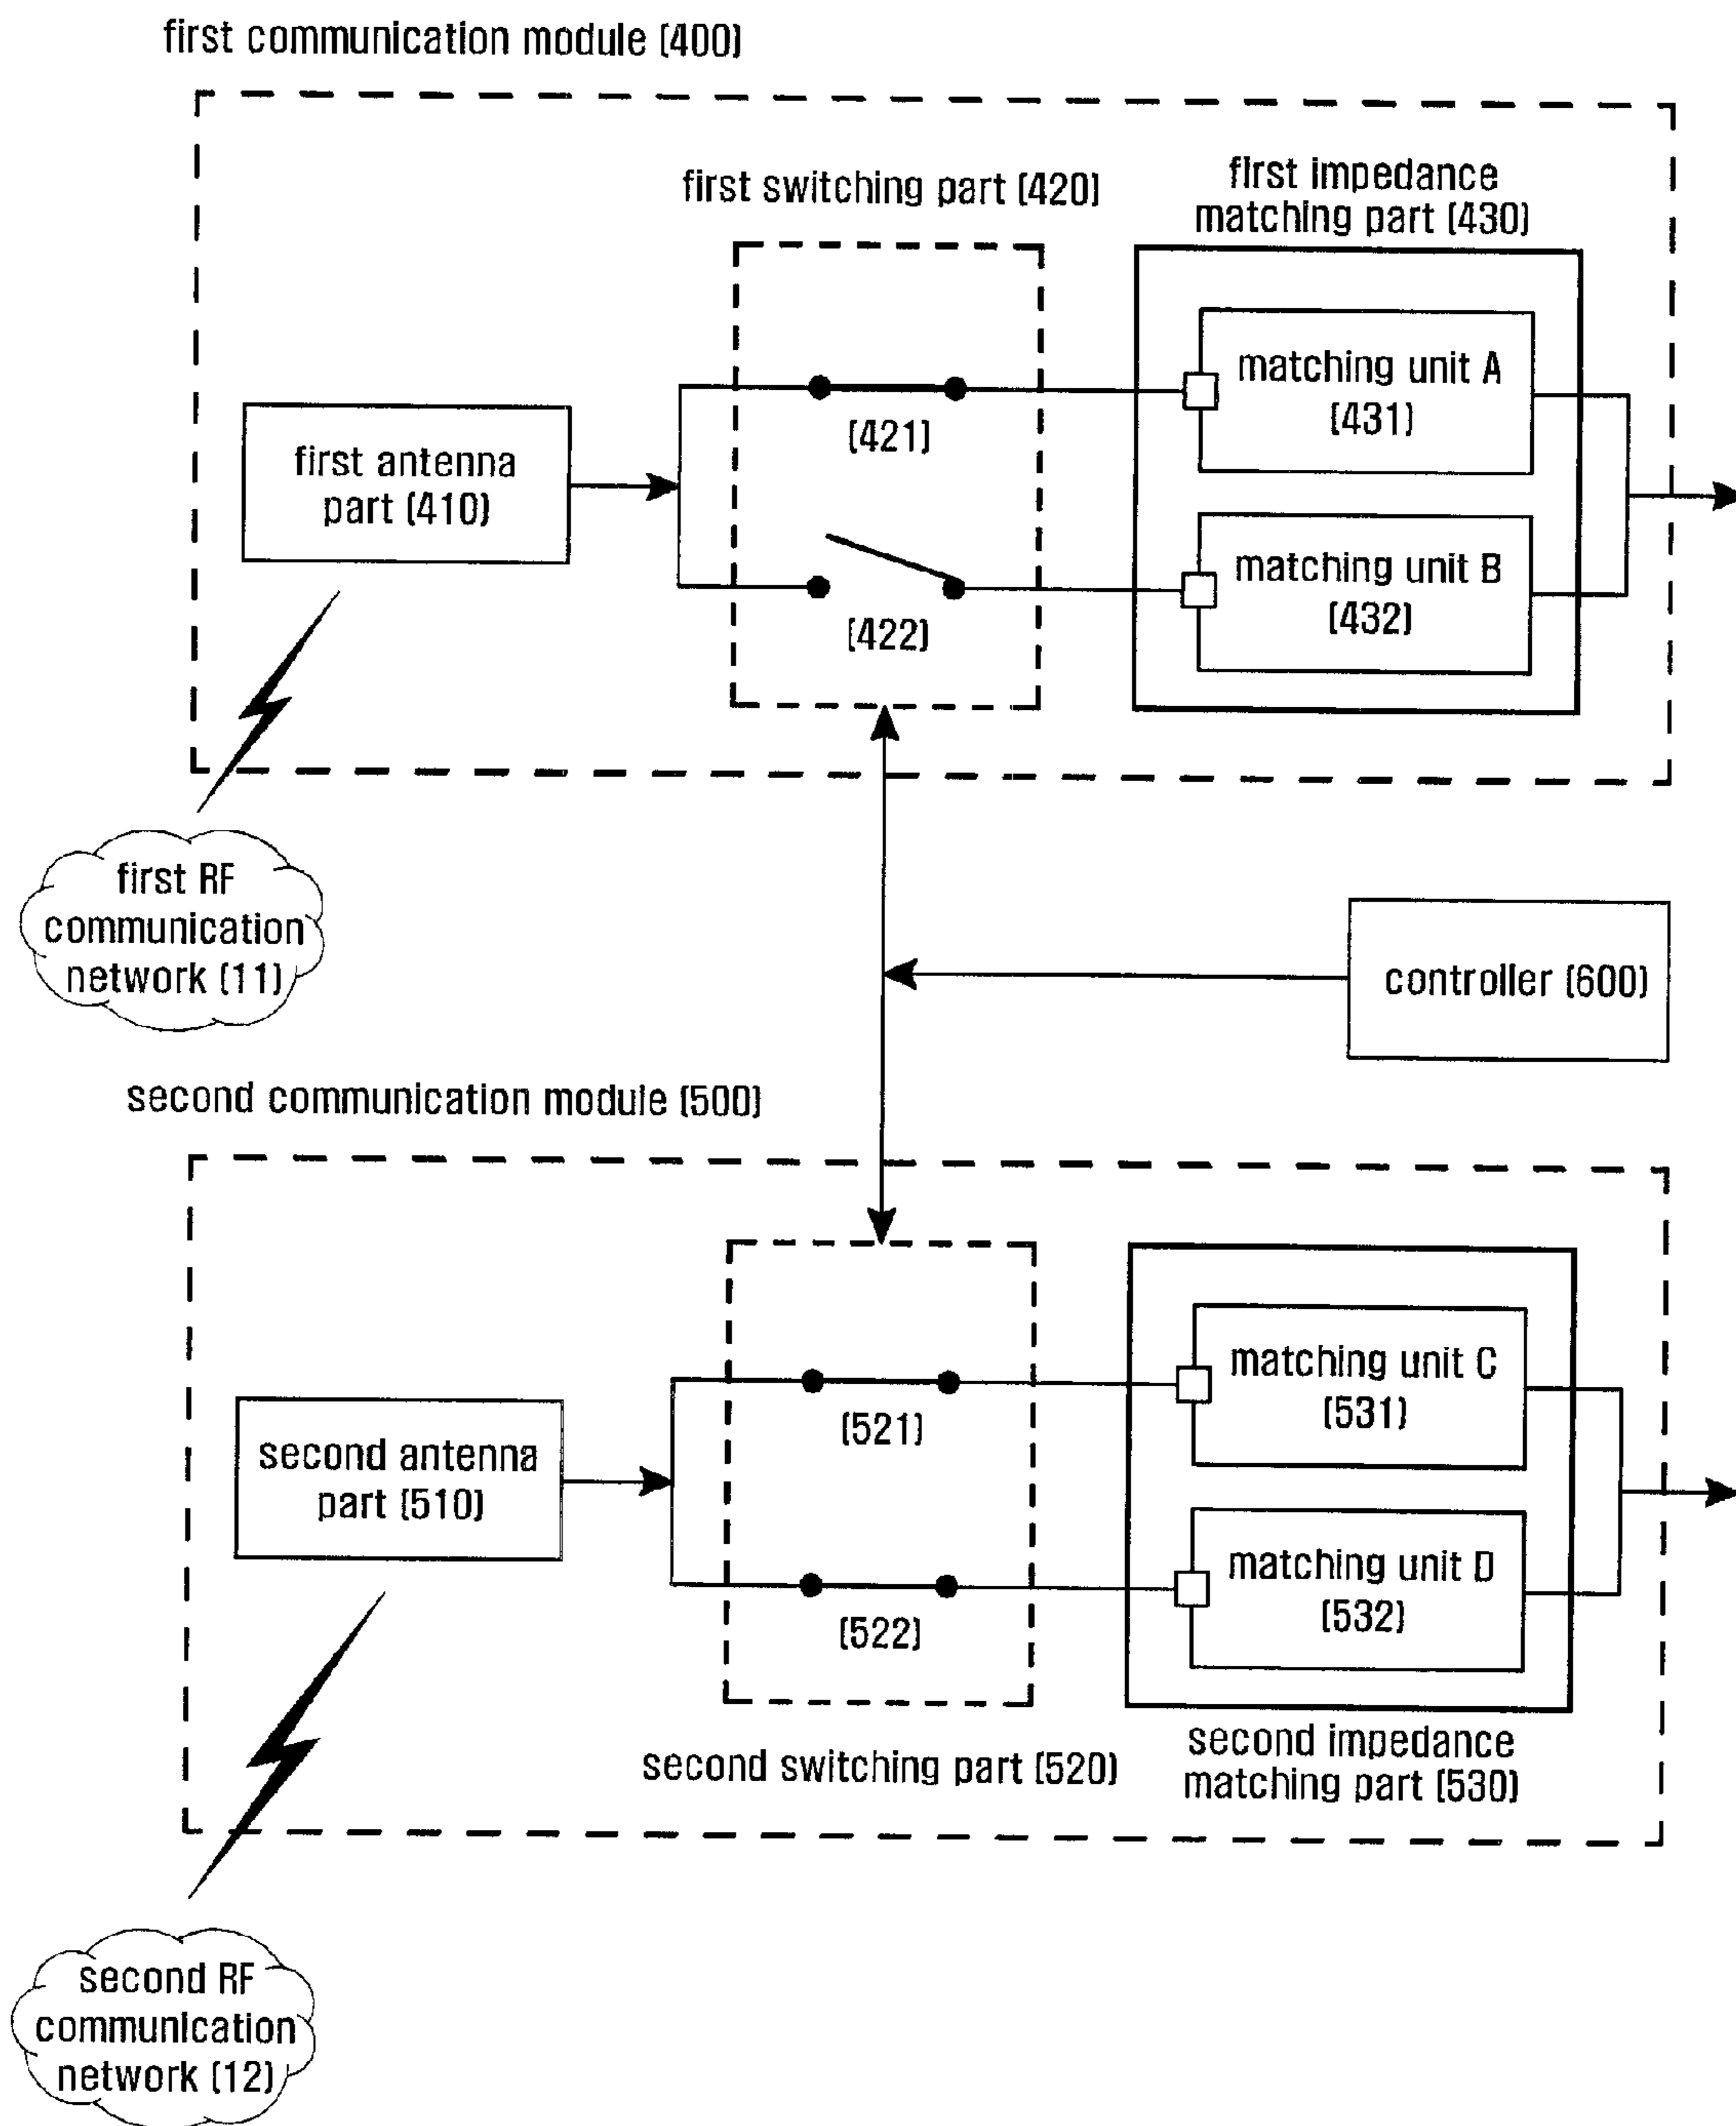 first communication module (400)
first switching part (420)
first impedance
matching part (430)
matching unit A
(431)
(421)
first antenna
part (410)
matching unit B
(432)
(422)
first RF
communication
network (11)
controller (600)
second communication module (500)
matching unit C
(531)
(521)
second antenna
part (510)
matching unit D
(532)
(522)
second switching part (520)
second impedance
matching part (530)
second RF
communication
network (12)